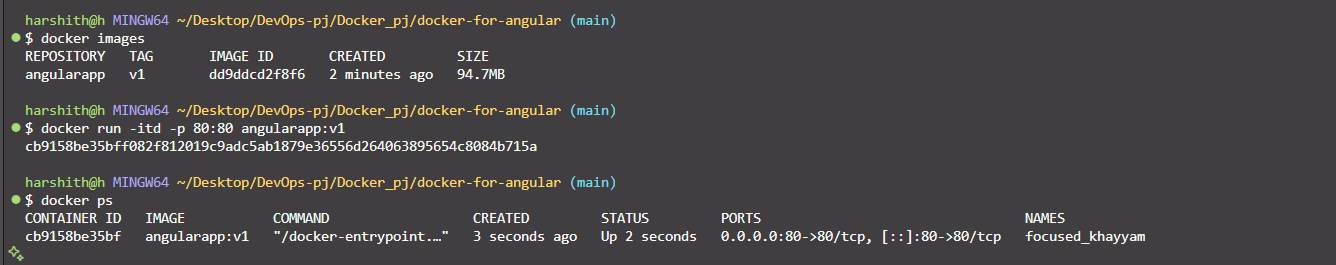 harshith@h MINGW64 ~/Desktop/DevOps-pj/Docker_pj/docker-for-angular (main)
$ docker images
REPOSITORY   TAG       IMAGE ID       CREATED         SIZE
angularapp   v1        dd9ddcd2f8f6   2 minutes ago   94.7MB
harshith@h MINGW64 ~/Desktop/DevOps-pj/Docker_pj/docker-for-angular (main)
$ docker run -itd -p 80:80 angularapp:v1
cb9158be35bff082f812019c9adc5ab1879e36556d264063895654c8084b715a
harshith@h MINGW64 ~/Desktop/DevOps-pj/Docker_pj/docker-for-angular (main)
$ docker ps
CONTAINER ID   IMAGE           COMMAND                  CREATED         STATUS         PORTS                                 NAMES
cb9158be35bf   angularapp:v1   "/docker-entrypoint.…"   3 seconds ago   Up 2 seconds   0.0.0.0:80->80/tcp, [::]:80->80/tcp   focused_khayyam